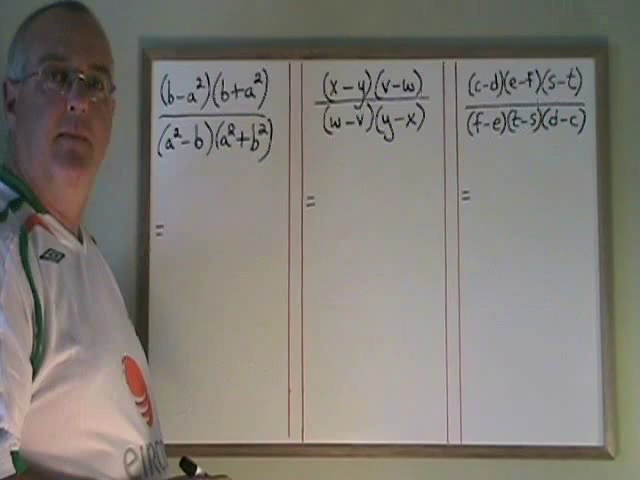 (b-a²)(b+a²)
(a²-b)(a²+b²)
=
(x-y)(v-w)
(w-v)(y-x)
=
(c-d)(e-f)(s-t)
(f-e)(t-s)(d-c)
=